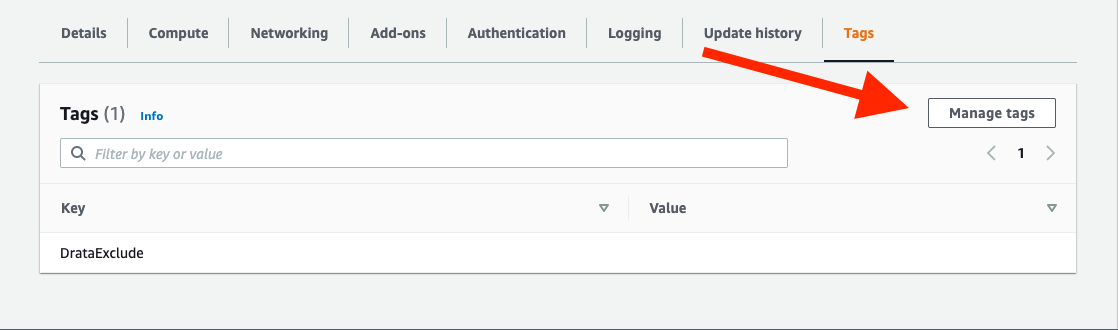 Details Compute Networking Add-ons Authentication Logging Update history Tags
Tags (1) Info
Manage tags
Filter by key or value
1
Key Value
DrataExclude